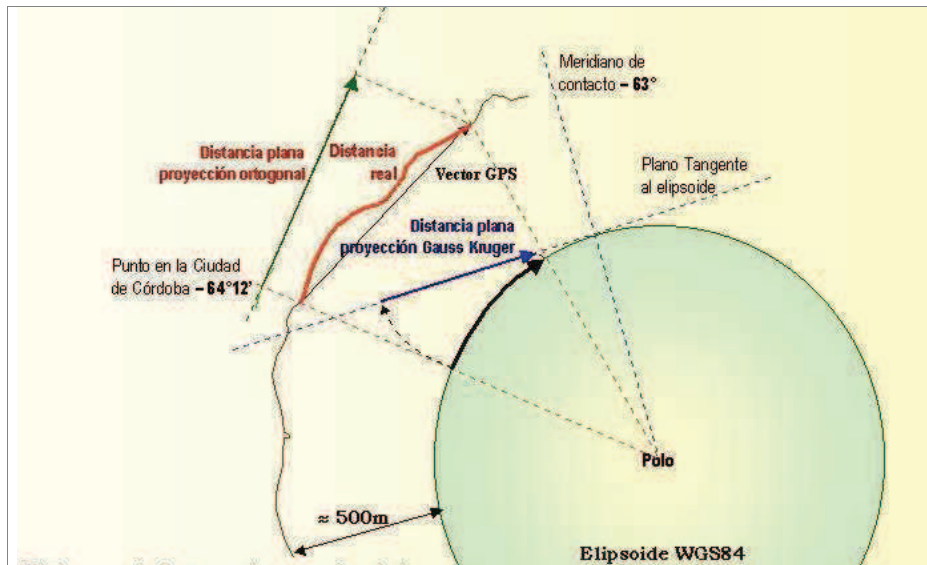 Meridiano de
contacto – 63°
Distancia plana
proyección ortogonal
Distancia
real
Vector GPS
Plano Tangente
al elipsoide
Distancia plana
proyección Gauss Kruger
Punto en la Ciudad
de Córdoba – 64°12'
Polo
≈ 500m
Elipsoide WGS84